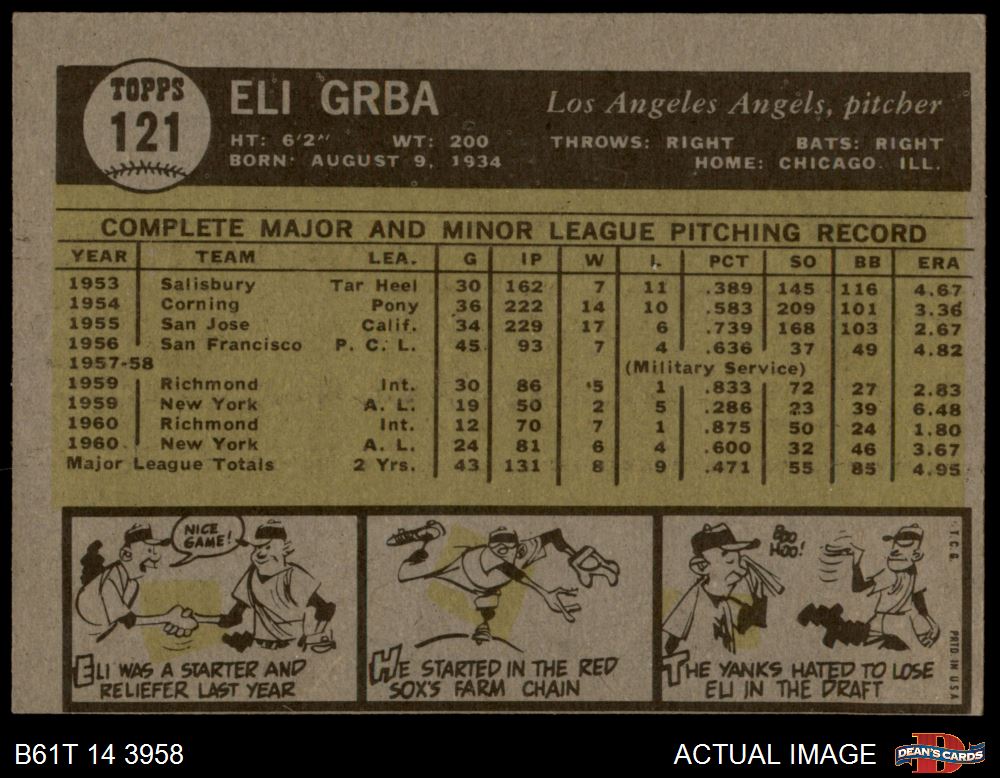 TOPPS
121
ELI GRBA
Los Angeles Angels, pitcher
HT: 6'2" WT: 200 THROWS: RIGHT BATS: RIGHT
BORN: AUGUST 9, 1934 HOME: CHICAGO, ILL.
COMPLETE MAJOR AND MINOR LEAGUE PITCHING RECORD
YEAR TEAM LEA. G IP W L PCT SO BB ERA
1953 Salisbury Tar Heel 30 162 7 11 .389 145 116 4.67
1954 Corning Pony 36 222 14 10 .583 209 101 3.36
1955 San Jose Calif. 34 229 17 6 .739 168 103 2.67
1956 San Francisco P. C. L. 45 93 7 4 .636 37 49 4.82
1957-58 (Military Service)
1959 Richmond Int. 30 86 5 1 .833 72 27 2.83
1959 New York A. L. 19 50 2 5 .286 23 39 6.48
1960 Richmond Int. 12 70 7 1 .875 50 24 1.80
1960 New York A. L. 24 81 6 4 .600 32 46 3.67
Major League Totals 2 Yrs. 43 131 8 9 .471 55 85 4.95
NICE
GAME!
ELI WAS A STARTER AND
RELIEFER LAST YEAR
HE STARTED IN THE RED
SOX'S FARM CHAIN
BOO
HOO!
THE YANKS HATED TO LOSE
ELI IN THE DRAFT
T.C.G.
PRTD IN USA
B61T 14 3958
ACTUAL IMAGE
DEAN'S CARDS